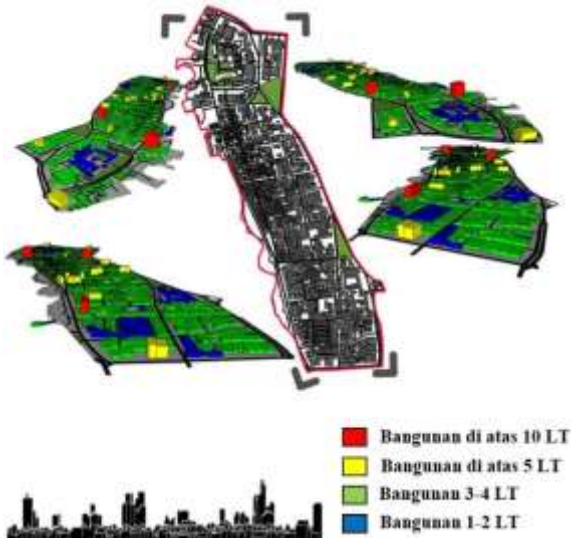 Bangunan di atas 10 LT
Bangunan di atas 5 LT
Bangunan 3-4 LT
Bangunan 1-2 LT